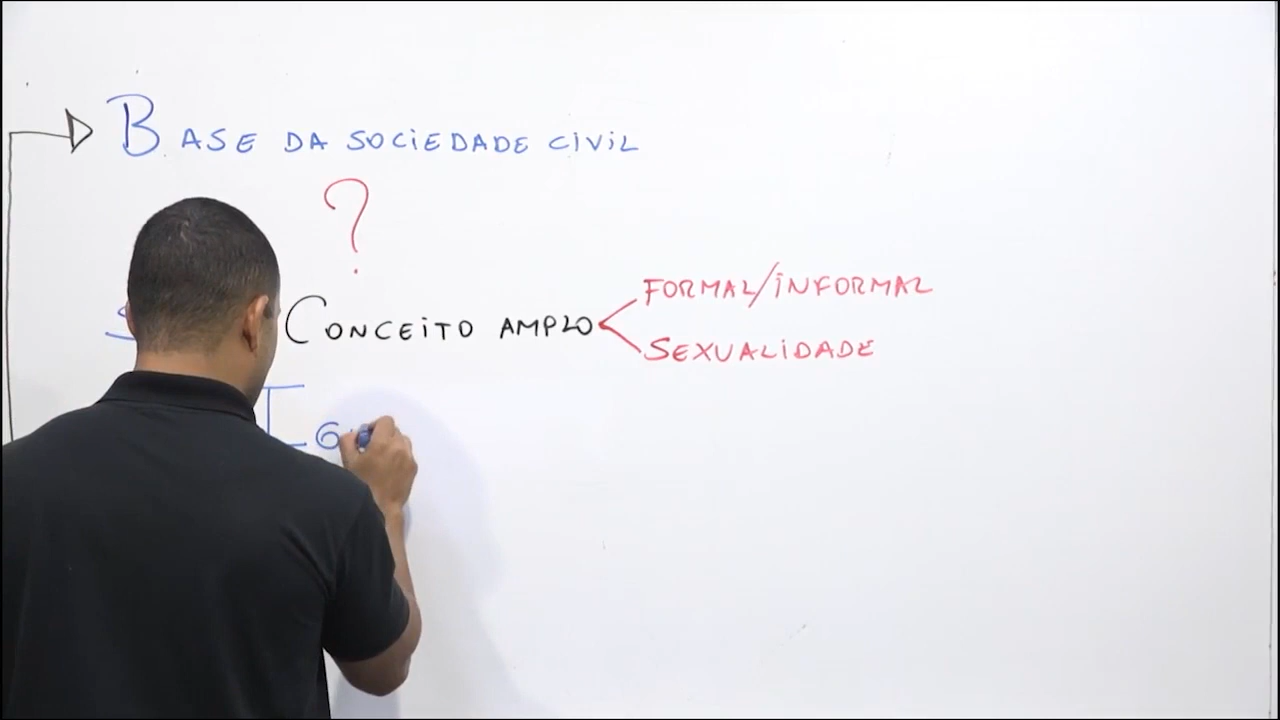 BASE DA SOCIEDADE CIVIL
?
CONCEITO AMPLO
FORMAL/INFORMAL
SEXUALIDADE